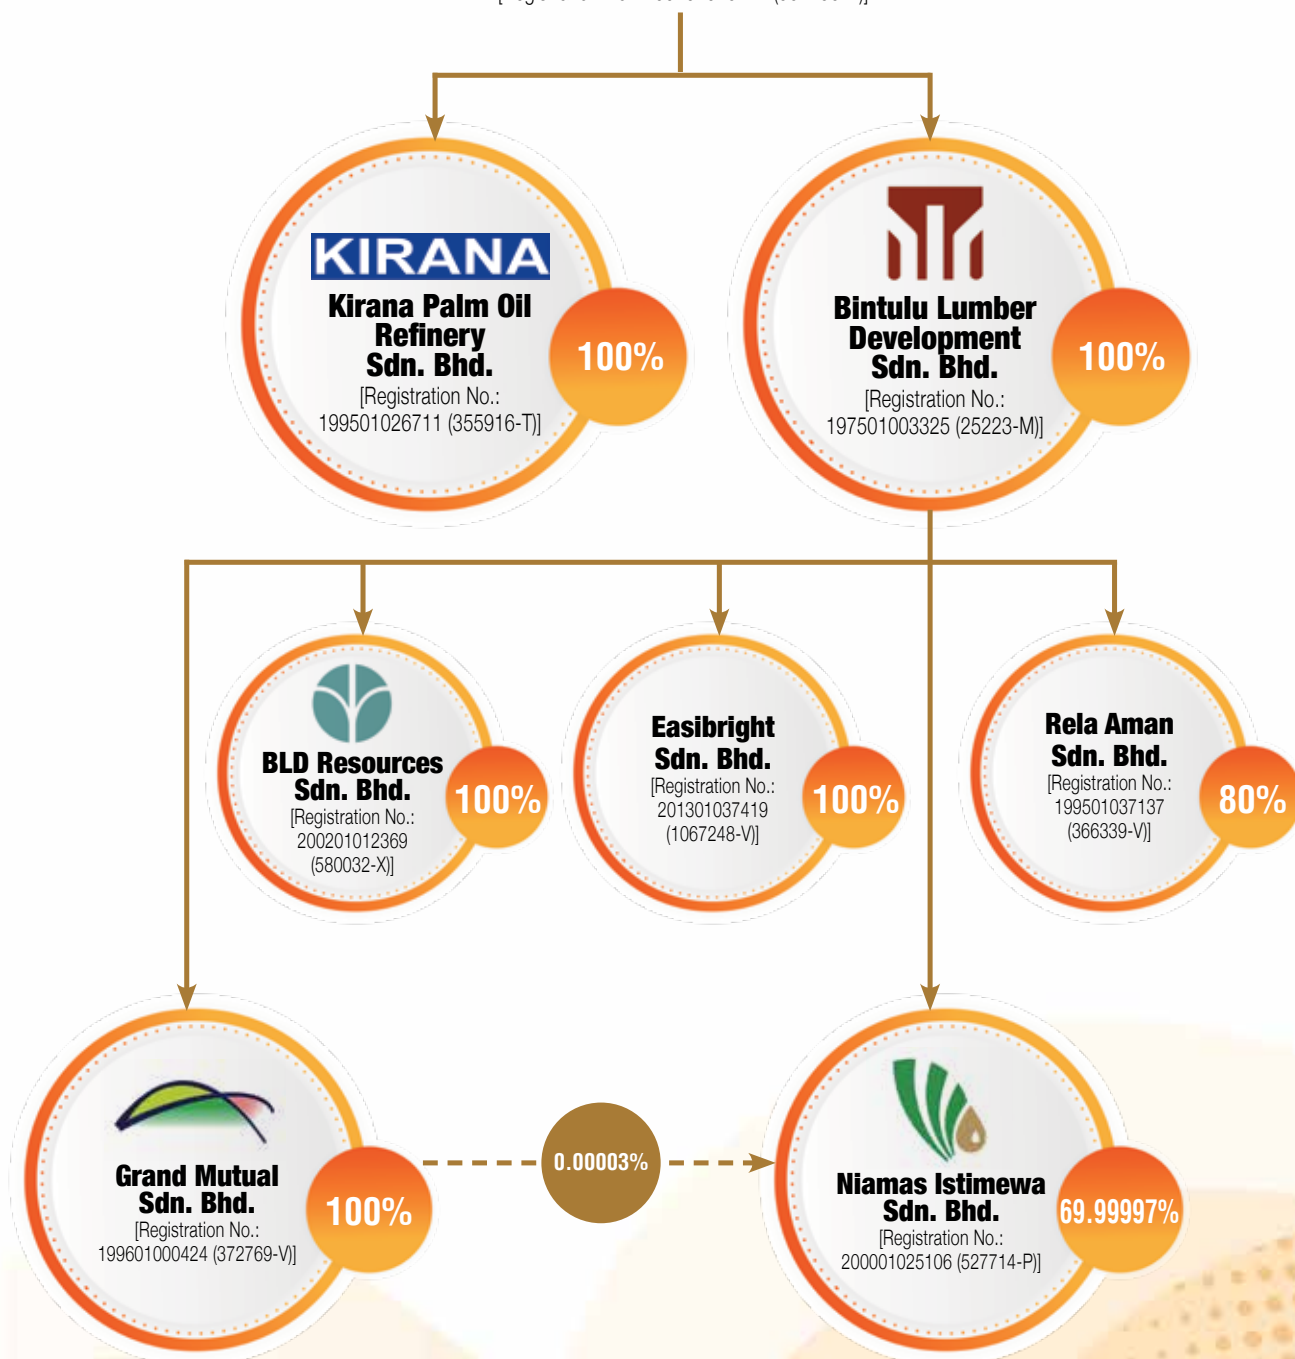 KIRANA
Kirana Palm Oil
Refinery
Sdn. Bhd.
[Registration No.:
199501026711 (355916-T)]
100%
Bintulu Lumber
Development
Sdn. Bhd.
[Registration No.:
197501003325 (25223-M)]
100%
BLD Resources
Sdn. Bhd.
[Registration No.:
200201012369
(580032-X)]
100%
Easibright
Sdn. Bhd.
[Registration No.:
201301037419
(1067248-V)]
100%
Rela Aman
Sdn. Bhd.
[Registration No.:
199501037137
(366339-V)]
80%
Grand Mutual
Sdn. Bhd.
[Registration No.:
199601000424 (372769-V)]
100%
0.00003%
Niamas Istimewa
Sdn. Bhd.
[Registration No.:
200001025106 (527714-P)]
69.99997%